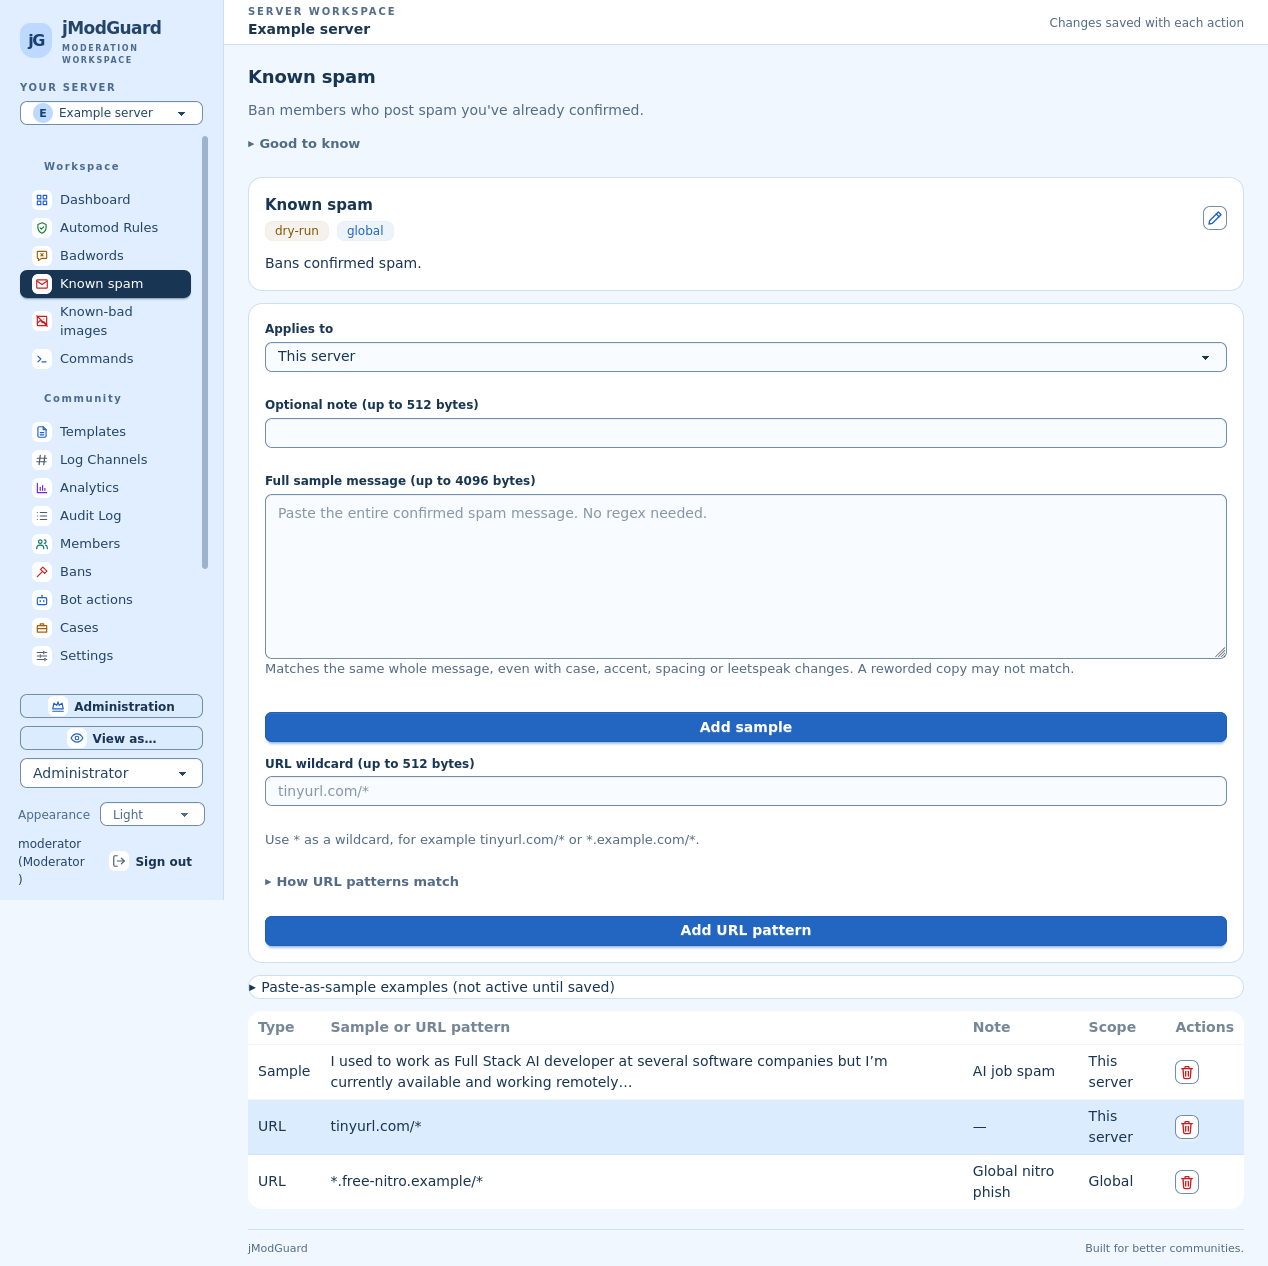 jG
jModGuard
MODERATION
WORKSPACE
YOUR SERVER
E Example server
Workspace
Dashboard
Automod Rules
Badwords
Known spam
Known-bad
images
Commands
Community
Templates
Log Channels
Analytics
Audit Log
Members
Bans
Bot actions
Cases
Settings
Administration
View as…
Administrator
Appearance Light
moderator
(Moderator
)
Sign out
SERVER WORKSPACE
Example server
Changes saved with each action
Known spam
Ban members who post spam you've already confirmed.
▸ Good to know
Known spam
dry-run global
Bans confirmed spam.
Applies to
This server
Optional note (up to 512 bytes)
Full sample message (up to 4096 bytes)
Paste the entire confirmed spam message. No regex needed.
Matches the same whole message, even with case, accent, spacing or leetspeak changes. A reworded copy may not match.
Add sample
URL wildcard (up to 512 bytes)
tinyurl.com/*
Use * as a wildcard, for example tinyurl.com/* or *.example.com/*.
▸ How URL patterns match
Add URL pattern
▸ Paste-as-sample examples (not active until saved)
Type Sample or URL pattern Note Scope Actions
Sample I used to work as Full Stack AI developer at several software companies but I’m
currently available and working remotely… AI job spam This
server
URL tinyurl.com/* — This
server
URL *.free-nitro.example/* Global nitro
phish Global
jModGuard
Built for better communities.